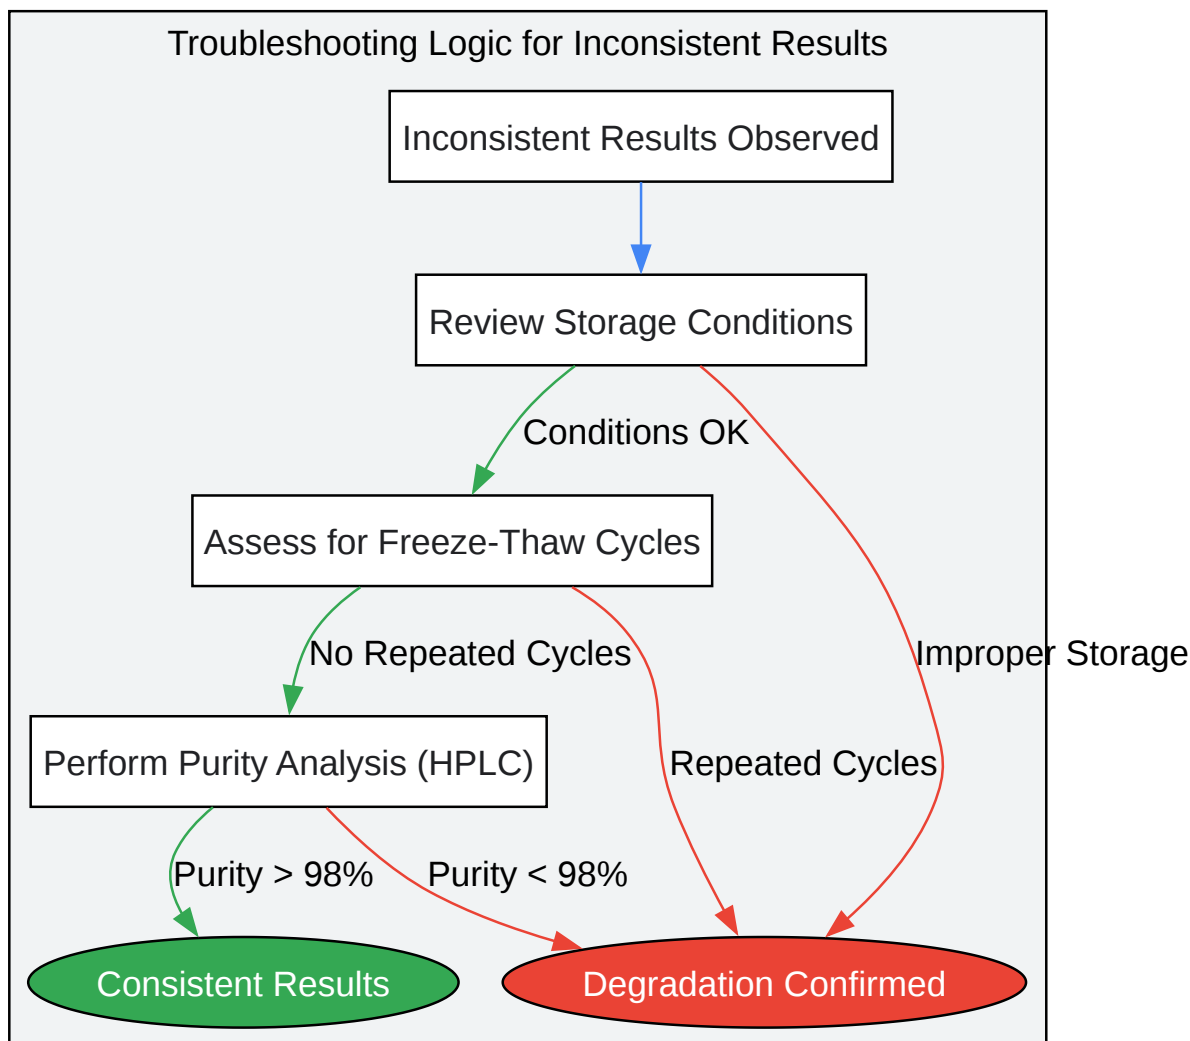 Troubleshooting Logic for Inconsistent Results
Inconsistent Results Observed
Review Storage Conditions
Conditions OK
Assess for Freeze-Thaw Cycles
No Repeated Cycles
Improper Storage
Perform Purity Analysis (HPLC)
Repeated Cycles
Purity > 98%
Purity < 98%
Consistent Results
Degradation Confirmed